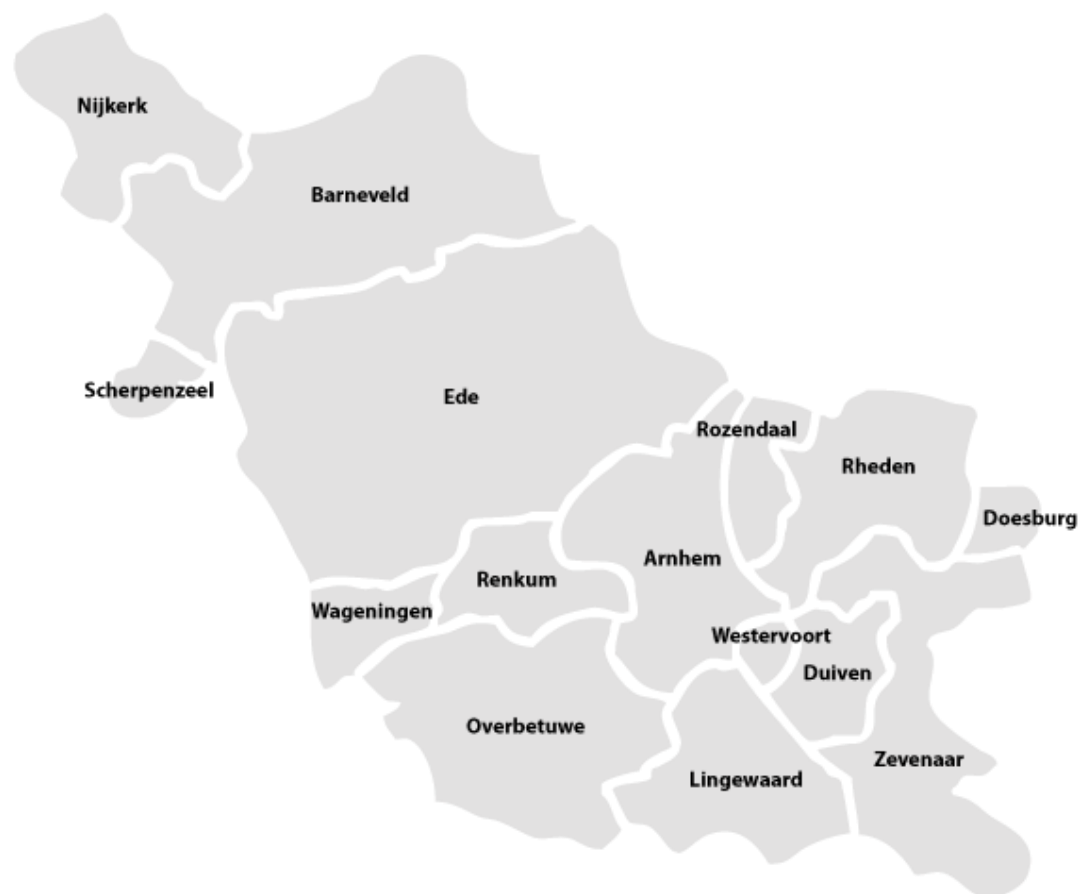 Nijkerk
Barneveld
Scherpenzeel
Ede
Rozendaal
Rheden
Doesburg
Arnhem
Renkum
Wageningen
Westervoort
Duiven
Overbetuwe
Zevenaar
Lingewaard